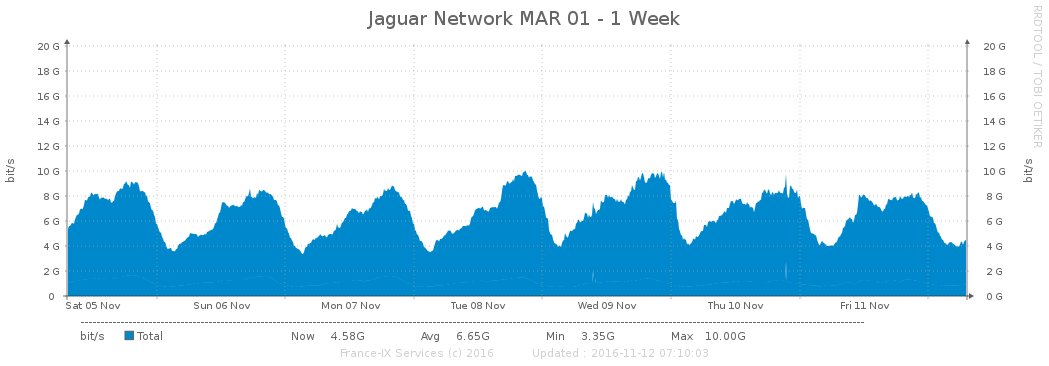 Jaguar Network MAR 01 - 1 Week
RRDTOOL / TOBI OETIKER
bit/s
20 G 20 G
18 G 18 G
16 G 16 G
14 G 14 G
12 G 12 G
10 G 10 G
8 G 8 G
6 G 6 G
4 G 4 G
2 G 2 G
0 0 G
bit/s
Sat 05 Nov Sun 06 Nov Mon 07 Nov Tue 08 Nov Wed 09 Nov Thu 10 Nov Fri 11 Nov
bit/s Total Now 4.58G Avg 6.65G Min 3.35G Max 10.00G
France-IX Services (c) 2016 Updated : 2016-11-12 07:10:03